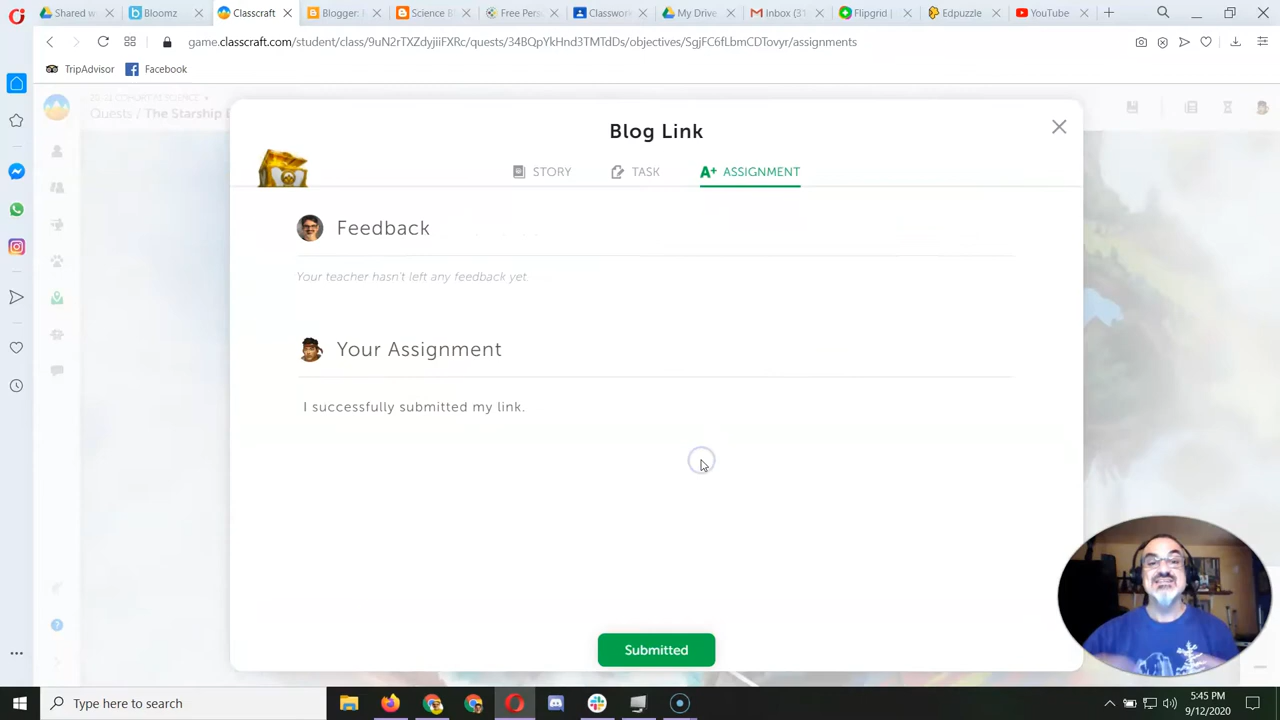 Shared w
Bloomz
Classcraft
Blogger:
Science B
Free Pers
Classwork
My Drive
Inbox (31
Flipgrid |
Edpuzzle
YouTube
game.classcraft.com/student/class/9uN2rTXZdyjiiFXRc/quests/348QpYkHnd3TMTdDs/objectives/SgjFC6fLbmCDTovyr/assignments
TripAdvisor
Facebook
Quests / The Starship
Blog Link
STORY
TASK
A+ ASSIGNMENT
Feedback
Your teacher hasn't left any feedback yet.
Your Assignment
I successfully submitted my link.
Submitted
Type here to search
5:45 PM
9/12/2020